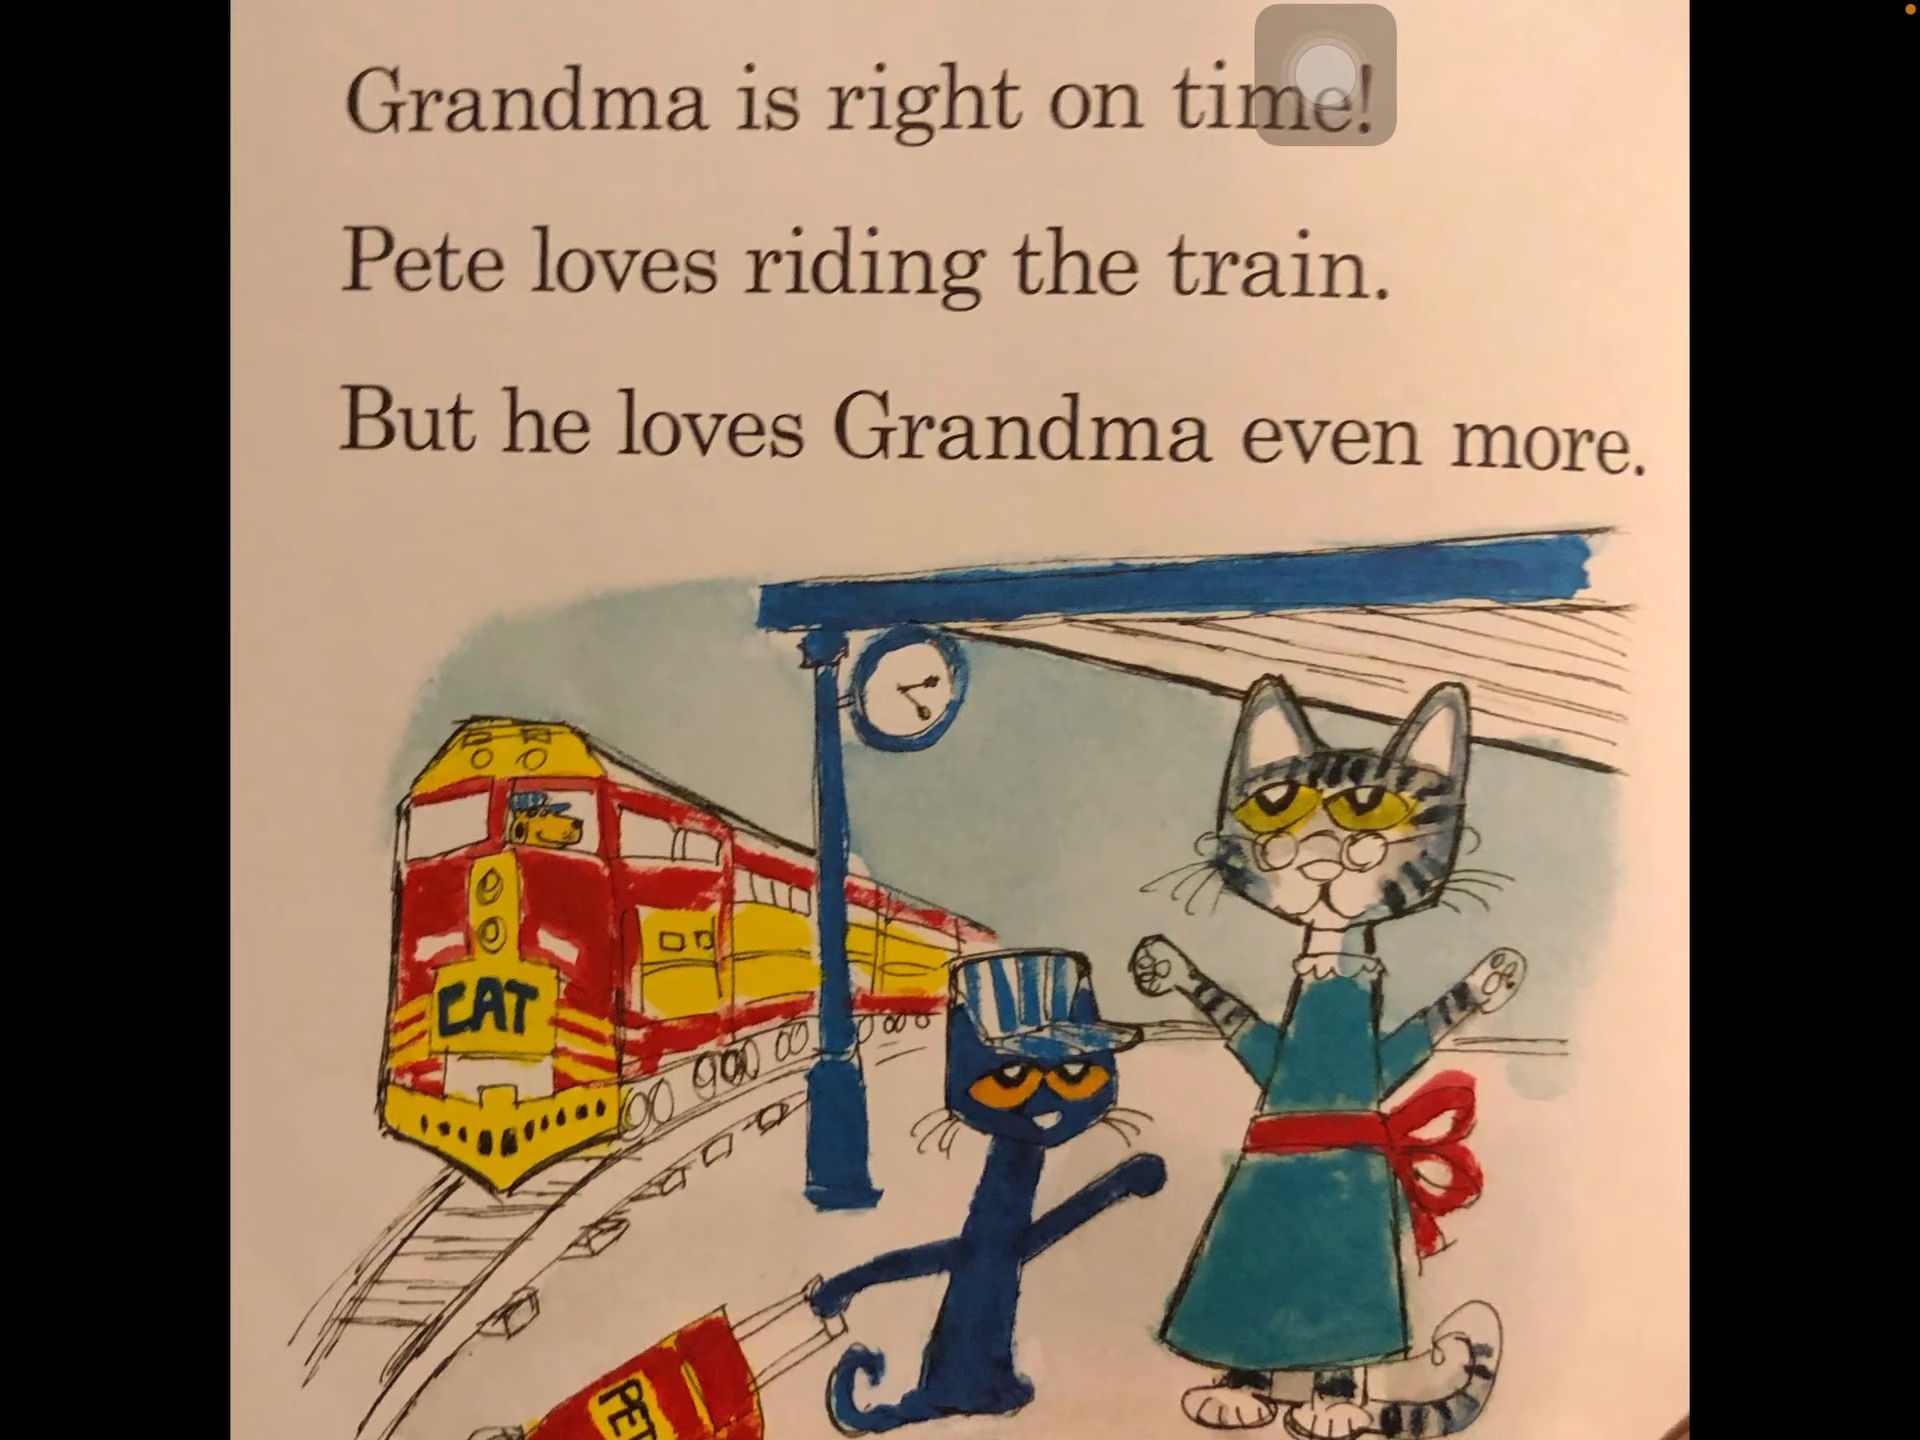 Grandma is right on time!
Pete loves riding the train.
But he loves Grandma even more.
CAT